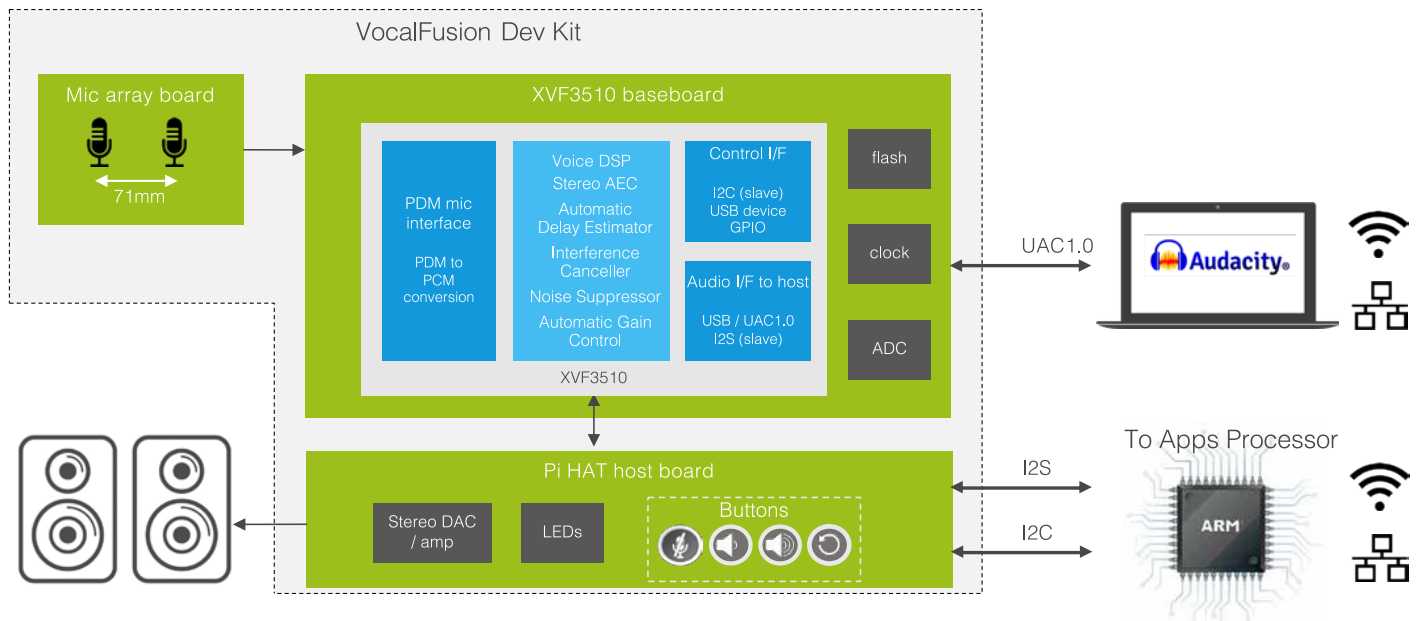 VocalFusion Dev Kit
Mic array board
71mm
XVF3510 baseboard
PDM mic
interface
PDM to
PCM
conversion
Voice DSP
Stereo AEC
Automatic
Delay Estimator
Interference
Canceller
Noise Suppressor
Automatic Gain
Control
Control I/F
I2C (slave)
USB device
GPIO
Audio I/F to host
USB / UAC1.0
I2S (slave)
XVF3510
flash
clock
ADC
UAC1.0
Audacity®
Pi HAT host board
Stereo DAC
/ amp
LEDs
Buttons
I2S
I2C
To Apps Processor
ARM